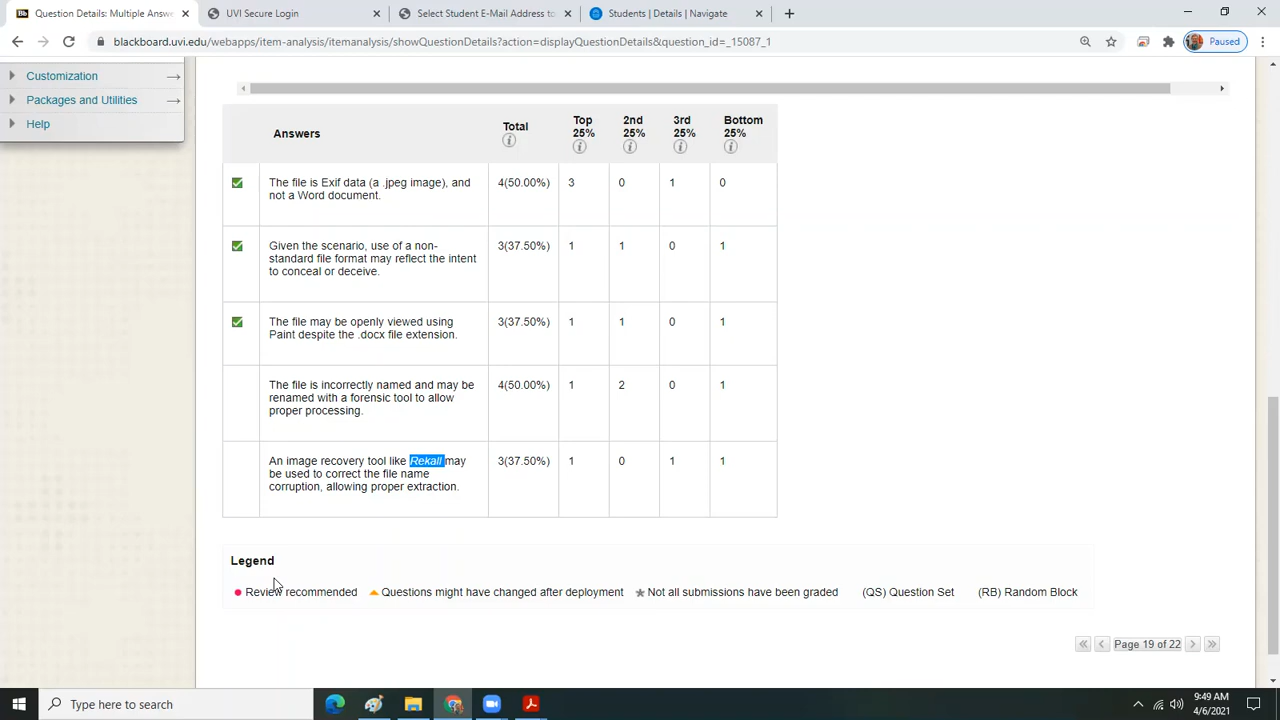 Question Details: Multiple Answ
UVI Secure Login
Select Student E-Mail Address to
Students | Details | Navigate
blackboard.uvi.edu/webapps/item-analysis/itemanalysis/showQuestionDetails?action=displayQuestionDetails&question_id=_15087_1
Paused
Customization
Packages and Utilities
Help
Answers
Total
Top 25%
2nd 25%
3rd 25%
Bottom 25%
The file is Exif data (a .jpeg image), and
not a Word document.
4(50.00%) 3 0 1 0
Given the scenario, use of a non-
standard file format may reflect the intent
to conceal or deceive.
3(37.50%) 1 1 0 1
The file may be openly viewed using
Paint despite the .docx file extension.
3(37.50%) 1 1 0 1
The file is incorrectly named and may be
renamed with a forensic tool to allow
proper processing.
4(50.00%) 1 2 0 1
An image recovery tool like Rekall may
be used to correct the file name
corruption, allowing proper extraction.
3(37.50%) 1 0 1 1
Legend
Review recommended Questions might have changed after deployment Not all submissions have been graded (QS) Question Set (RB) Random Block
Page 19 of 22
Type here to search
9:49 AM
4/6/2021